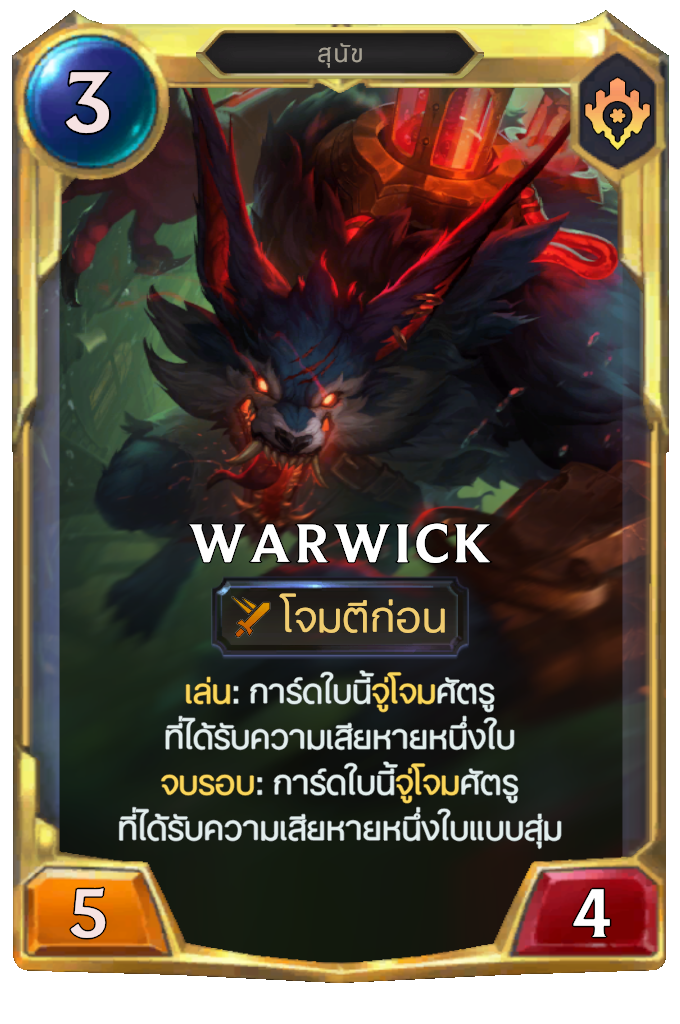 สุนัข
3
WARWICK
โจมตีก่อน
เล่น: การ์ดใบนี้จู่โจมศัตรู
ที่ได้รับความเสียหายหนึ่งใบ
จบรอบ: การ์ดใบนี้จู่โจมศัตรู
ที่ได้รับความเสียหายหนึ่งใบแบบสุ่ม
5
4